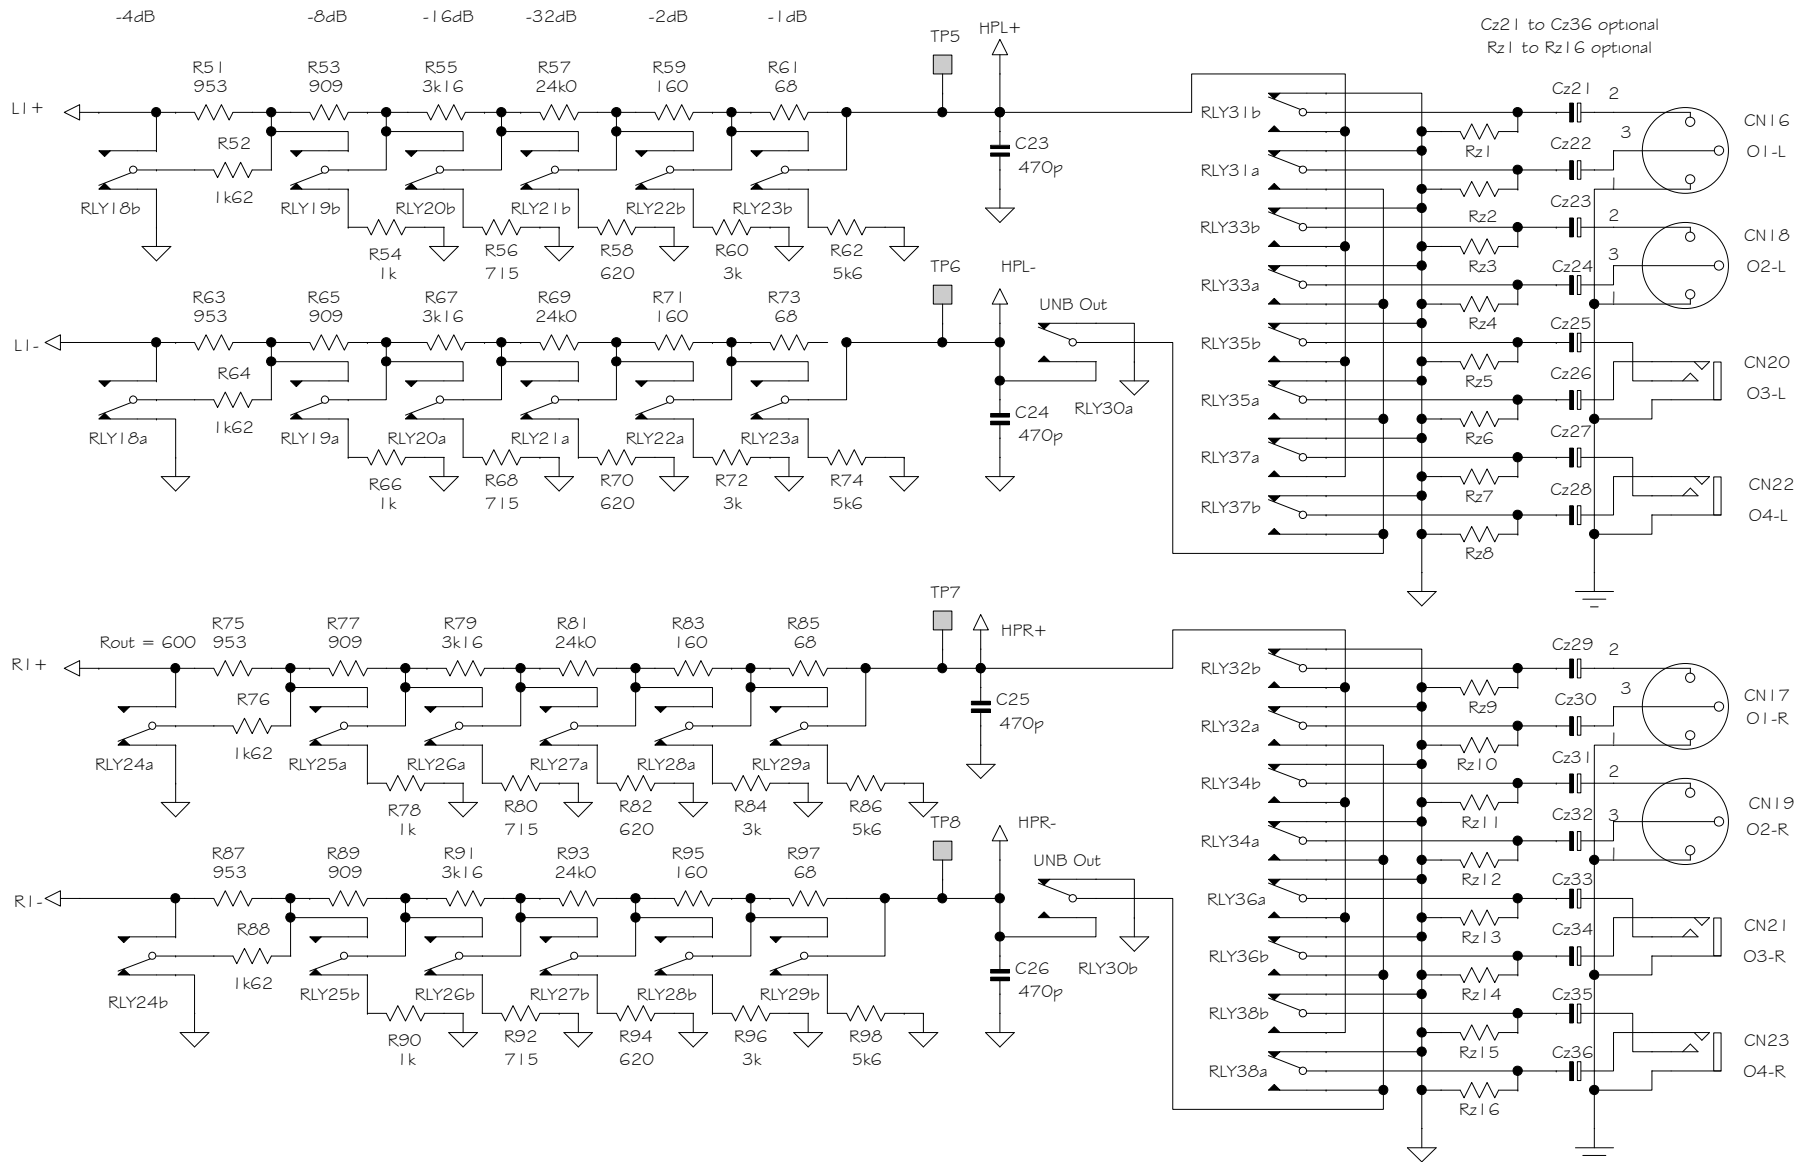 -4dB -8dB -16dB -32dB -2dB -1dB
Cz21 to Cz36 optional
Rz1 to Rz16 optional
L1+
R51 953
R52 1k62
R53 909
R55 3k16
R57 24k0
R59 160
R61 68
TP5
HPL+
C23 470p
RLY18b RLY19b RLY20b RLY21b RLY22b RLY23b
R54 1k
R56 715
R58 620
R60 3k
R62 5k6
L1-
R63 953
R64 1k62
R65 909
R67 3k16
R69 24k0
R71 160
R73 68
TP6
HPL-
UNB Out
RLY30a
C24 470p
RLY18a RLY19a RLY20a RLY21a RLY22a RLY23a
R66 1k
R68 715
R70 620
R72 3k
R74 5k6
RLY31b
RLY31a
RLY33b
RLY33a
RLY35b
RLY35a
RLY37a
RLY37b
Rz1
Rz2
Rz3
Rz4
Rz5
Rz6
Rz7
Rz8
Cz21
Cz22
Cz23
Cz24
Cz25
Cz26
Cz27
Cz28
2
3
1
CN16
O1-L
2
3
1
CN18
O2-L
CN20
O3-L
CN22
O4-L
Rout = 600
R1+
R75 953
R76 1k62
R77 909
R79 3k16
R81 24k0
R83 160
R85 68
TP7
HPR+
C25 470p
RLY24a RLY25a RLY26a RLY27a RLY28a RLY29a
R78 1k
R80 715
R82 620
R84 3k
R86 5k6
R1-
R87 953
R88 1k62
R89 909
R91 3k16
R93 24k0
R95 160
R97 68
TP8
HPR-
UNB Out
RLY30b
C26 470p
RLY24b RLY25b RLY26b RLY27b RLY28b RLY29b
R90 1k
R92 715
R94 620
R96 3k
R98 5k6
RLY32b
RLY32a
RLY34b
RLY34a
RLY36a
RLY36b
RLY38b
RLY38a
Rz9
Rz10
Rz11
Rz12
Rz13
Rz14
Rz15
Rz16
Cz29
Cz30
Cz31
Cz32
Cz33
Cz34
Cz35
Cz36
2
3
1
CN17
O1-R
2
3
1
CN19
O2-R
CN21
O3-R
CN23
O4-R